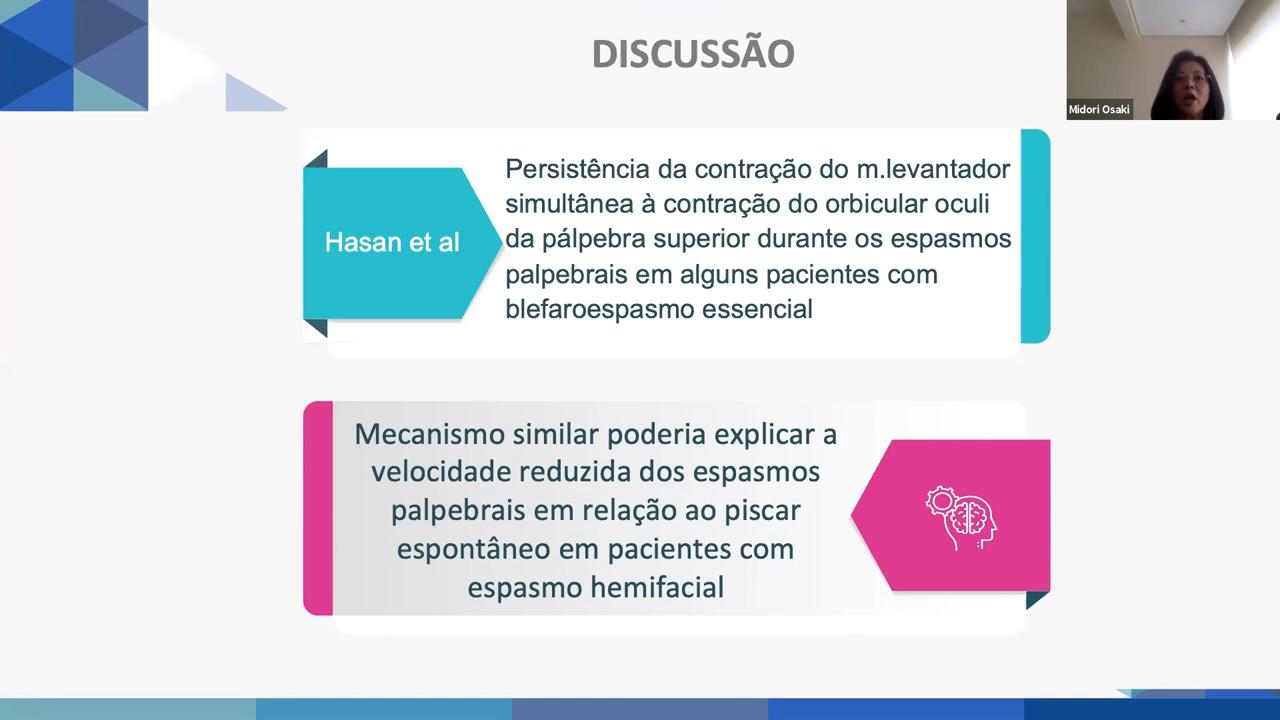 DISCUSSÃO
Midori Osaki
Hasan et al
Persistência da contração do m.levantador
simultânea à contração do orbicular oculi
da pálpebra superior durante os espasmos
palpebrais em alguns pacientes com
blefaroespasmo essencial
Mecanismo similar poderia explicar a
velocidade reduzida dos espasmos
palpebrais em relação ao piscar
espontâneo em pacientes com
espasmo hemifacial